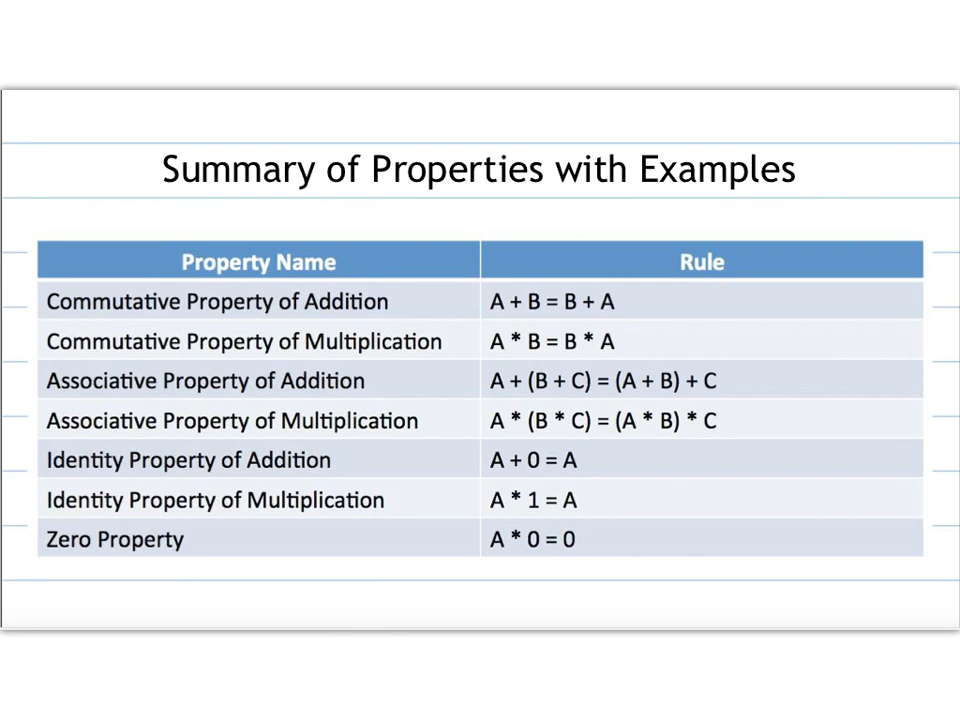 Summary of Properties with Examples
Property Name Rule
Commutative Property of Addition A + B = B + A
Commutative Property of Multiplication A * B = B * A
Associative Property of Addition A + (B + C) = (A + B) + C
Associative Property of Multiplication A * (B * C) = (A * B) * C
Identity Property of Addition A + 0 = A
Identity Property of Multiplication A * 1 = A
Zero Property A * 0 = 0